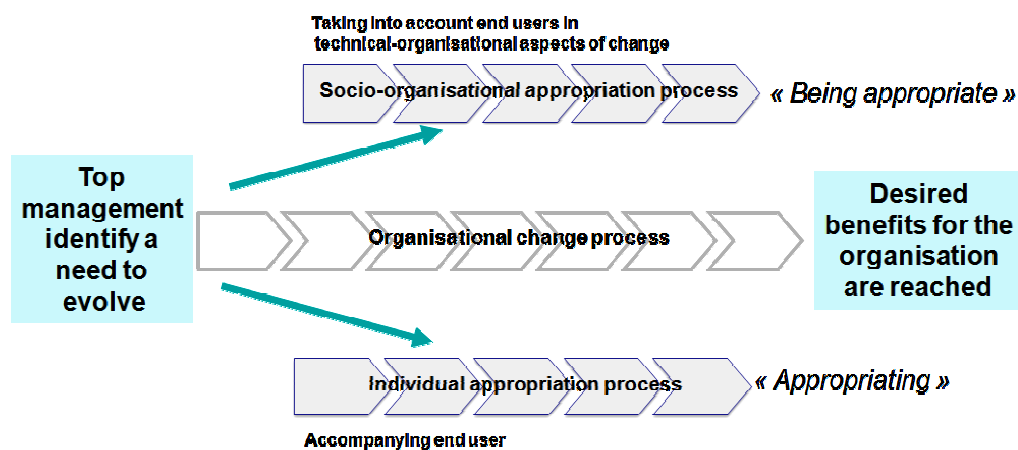 Taking into account end users in
technical-organisational aspects of change
Socio-organisational appropriation process
« Being appropriate »
Top
management
identify a
need to
evolve
Organisational change process
Desired
benefits for the
organisation
are reached
Individual appropriation process
« Appropriating »
Accompanying end user